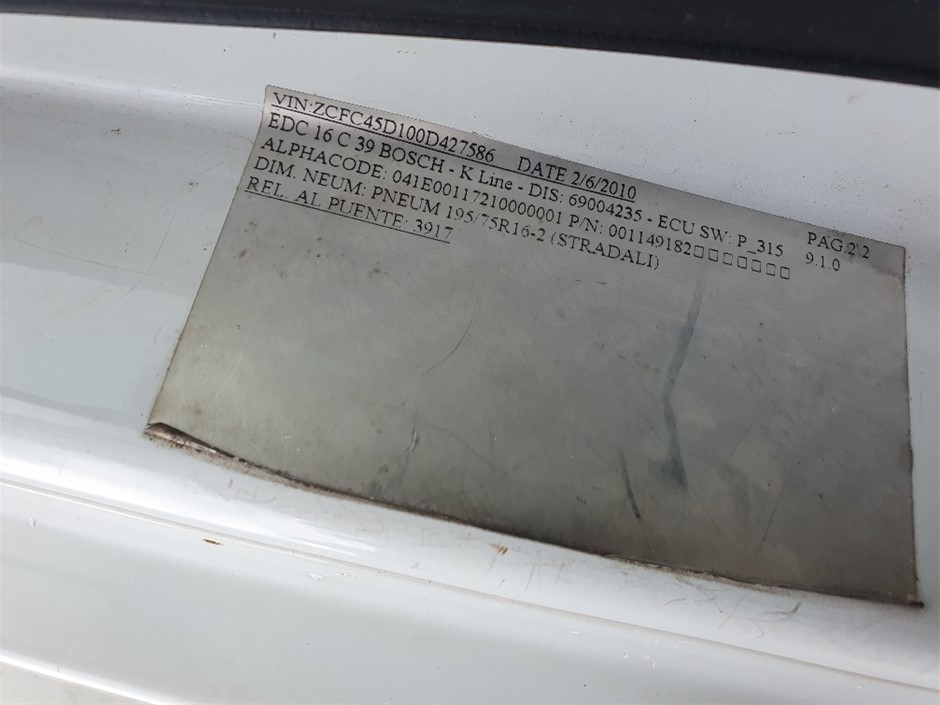 VIN:ZCFC45D100D427586 DATE 2/6/2010 PAG.2\2
EDC 16 C 39 BOSCH - K Line - DIS: 69004235 - ECU SW: P_315 9.1.0
ALPHACODE: 041E00117210000001 P/N: 001149182□□□□□□□
DIM. NEUM: PNEUM 195/75R16-2 (STRADALI)
REL. AL PUENTE: 3917